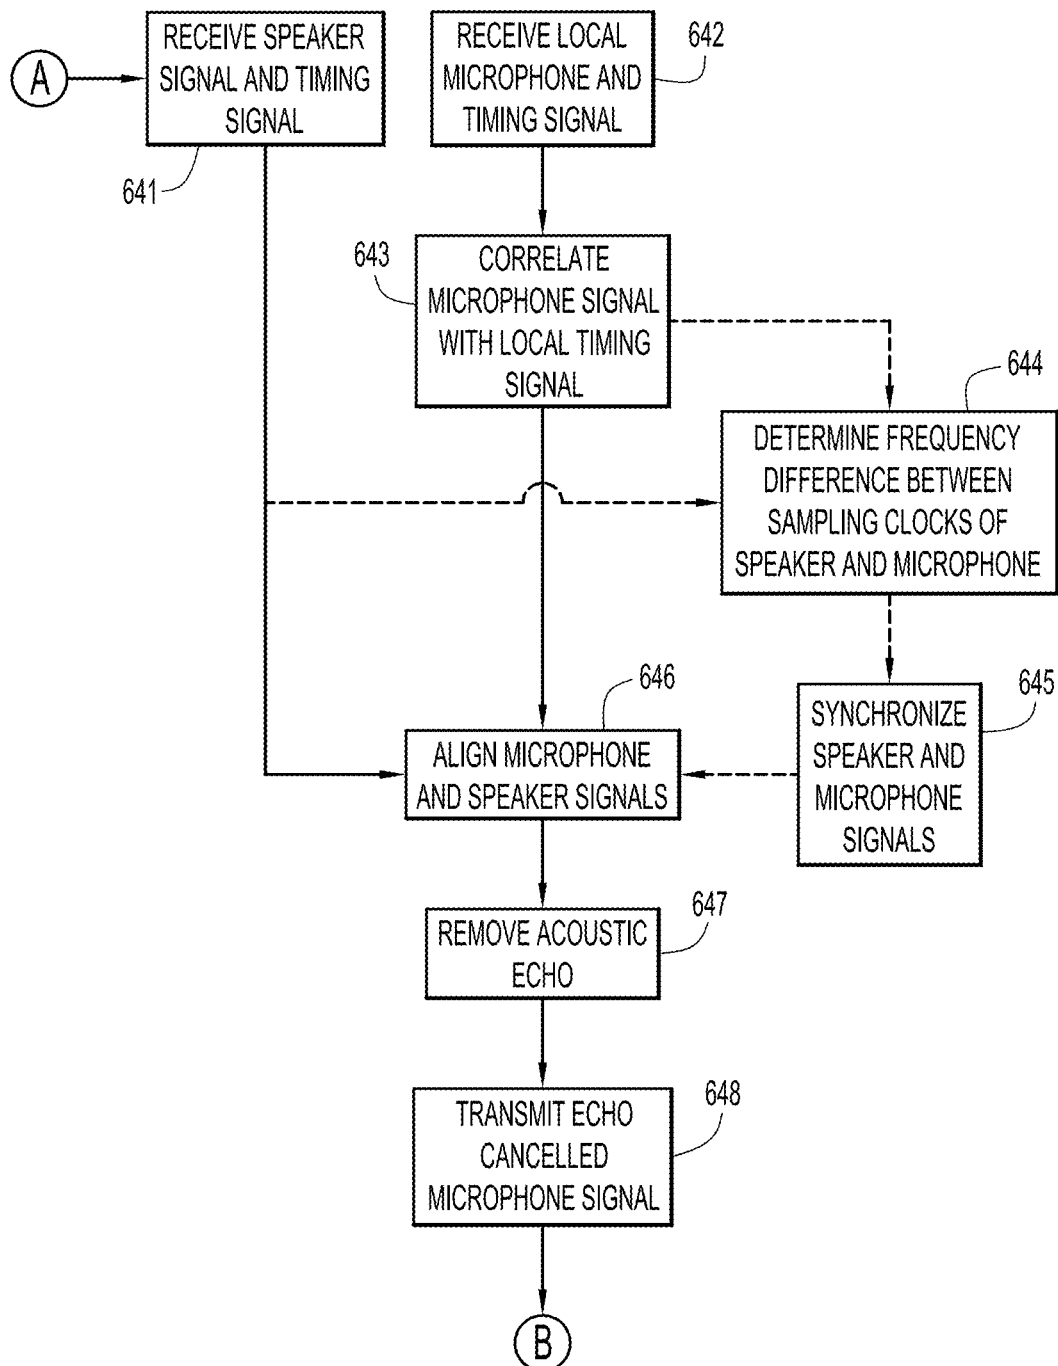 A
RECEIVE SPEAKER
SIGNAL AND TIMING
SIGNAL
641
RECEIVE LOCAL
MICROPHONE AND
TIMING SIGNAL
642
643
CORRELATE
MICROPHONE SIGNAL
WITH LOCAL TIMING
SIGNAL
644
DETERMINE FREQUENCY
DIFFERENCE BETWEEN
SAMPLING CLOCKS OF
SPEAKER AND MICROPHONE
645
SYNCHRONIZE
SPEAKER AND
MICROPHONE
SIGNALS
646
ALIGN MICROPHONE
AND SPEAKER SIGNALS
647
REMOVE ACOUSTIC
ECHO
648
TRANSMIT ECHO
CANCELLED
MICROPHONE SIGNAL
B